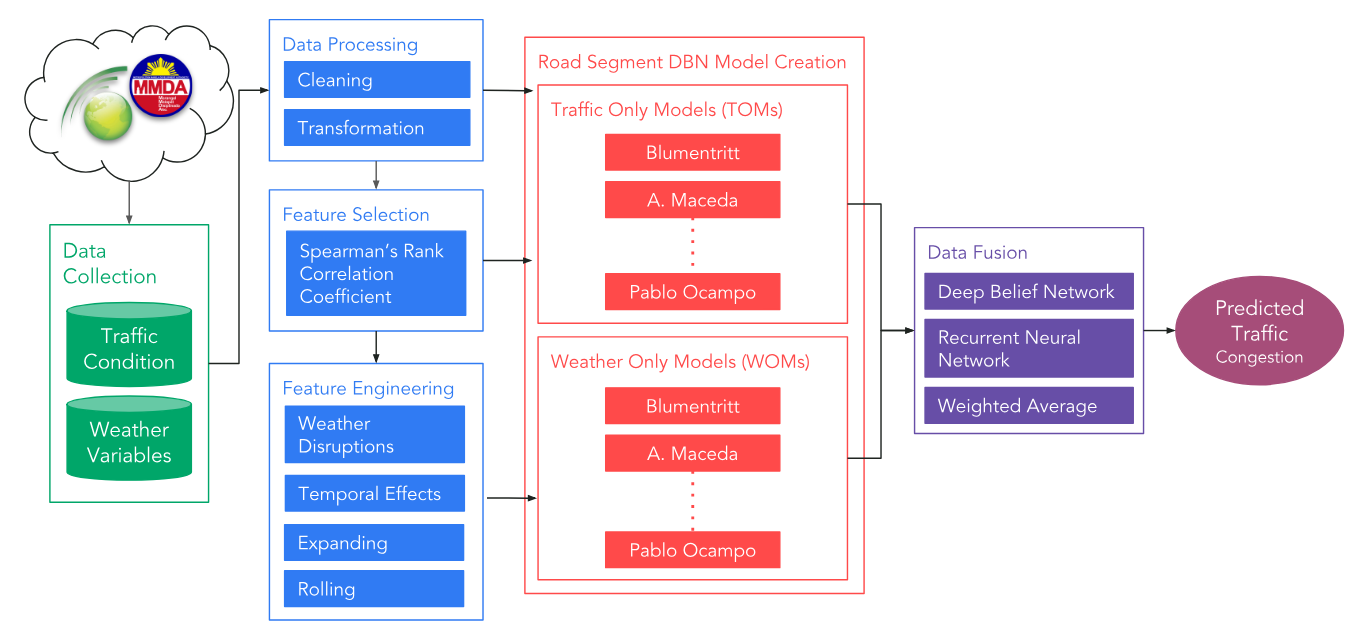 MMDA
Data
Collection
Traffic
Condition
Weather
Variables
Data Processing
Cleaning
Transformation
Feature Selection
Spearman's Rank
Correlation
Coefficient
Feature Engineering
Weather
Disruptions
Temporal Effects
Expanding
Rolling
Road Segment DBN Model Creation
Traffic Only Models (TOMs)
Blumentritt
A. Maceda
Pablo Ocampo
Weather Only Models (WOMs)
Blumentritt
A. Maceda
Pablo Ocampo
Data Fusion
Deep Belief Network
Recurrent Neural
Network
Weighted Average
Predicted
Traffic
Congestion